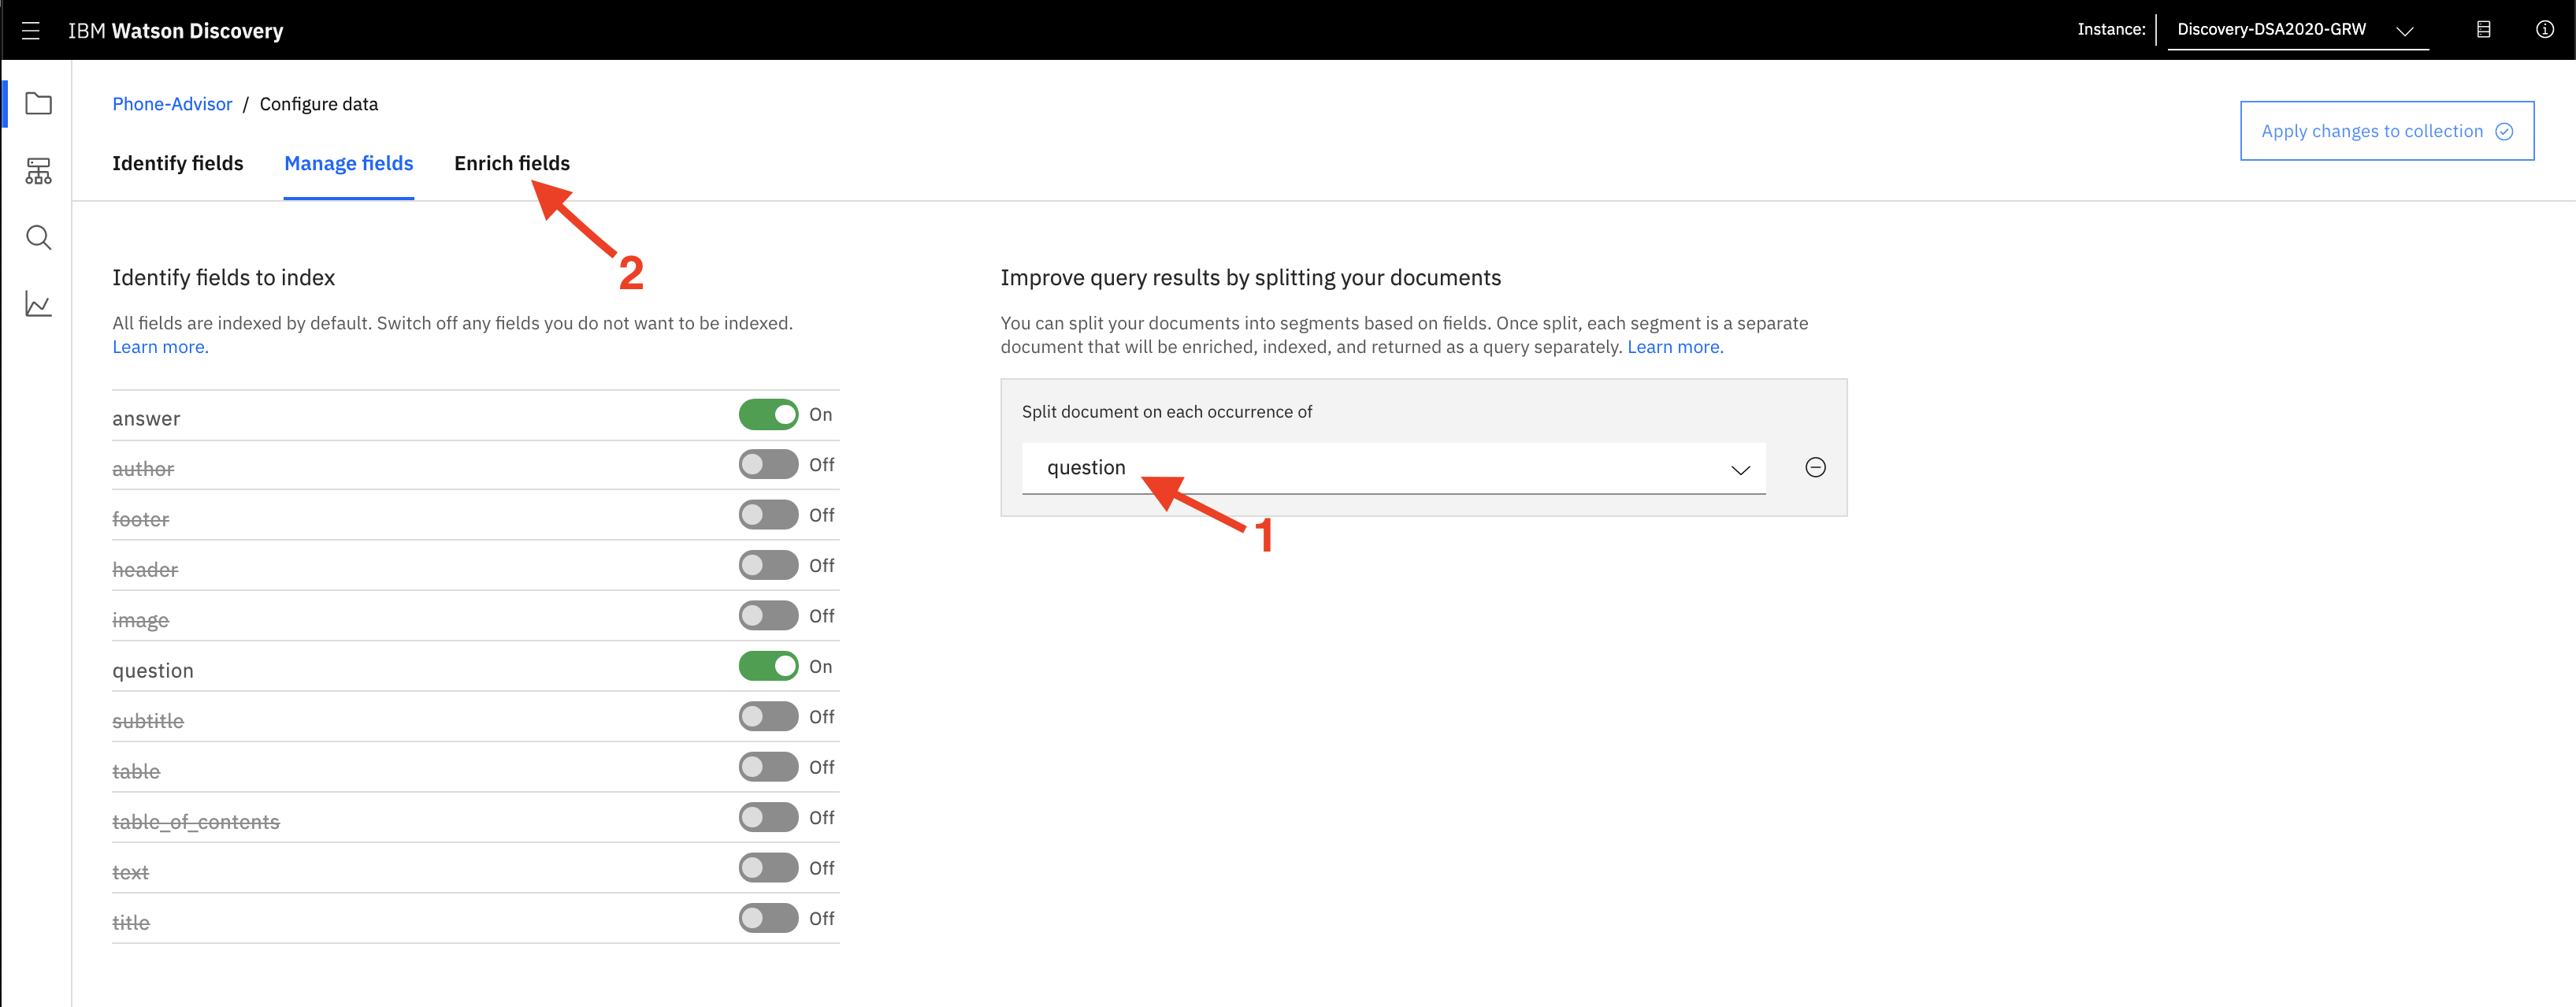 IBM Watson Discovery
Instance:
Discovery-DSA2020-GRW
Phone-Advisor / Configure data
Apply changes to collection
Identify fields
Manage fields
Enrich fields
2
Identify fields to index
All fields are indexed by default. Switch off any fields you do not want to be indexed.
Learn more.
answer On
author Off
footer Off
header Off
image Off
question On
subtitle Off
table Off
table_of_contents Off
text Off
title Off
Improve query results by splitting your documents
You can split your documents into segments based on fields. Once split, each segment is a separate
document that will be enriched, indexed, and returned as a query separately. Learn more.
Split document on each occurrence of
question
1